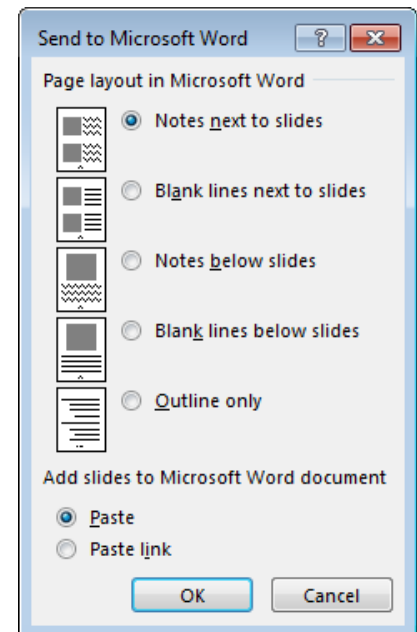 Send to Microsoft Word
Page layout in Microsoft Word
Notes next to slides
Blank lines next to slides
Notes below slides
Blank lines below slides
Outline only
Add slides to Microsoft Word document
Paste
Paste link
OK Cancel